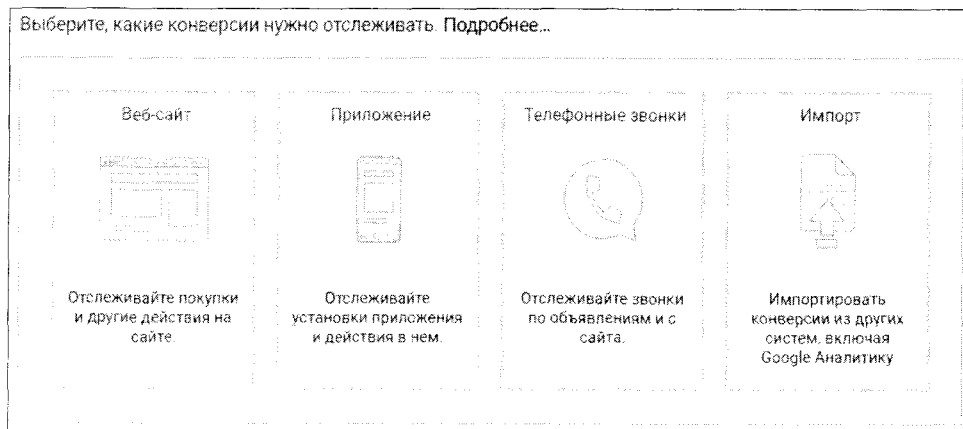 Выберите, какие конверсии нужно отслеживать. Подробнее...
Веб-сайт
Отслеживайте покупки
и другие действия на
сайте.
Приложение
Отслеживайте
установки приложения
и действия в нем.
Телефонные звонки
Отслеживайте звонки
по объявлениям и с
сайта.
Импорт
Импортировать
конверсии из других
систем, включая
Google Аналитику